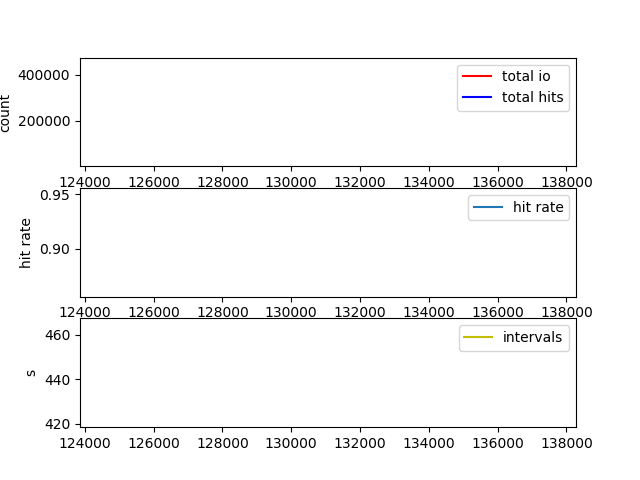 400000
200000
count
total io
total hits
124000 126000 128000 130000 132000 134000 136000 138000
0.95
0.90
hit rate
hit rate
124000 126000 128000 130000 132000 134000 136000 138000
460
440
420
s
intervals
124000 126000 128000 130000 132000 134000 136000 138000